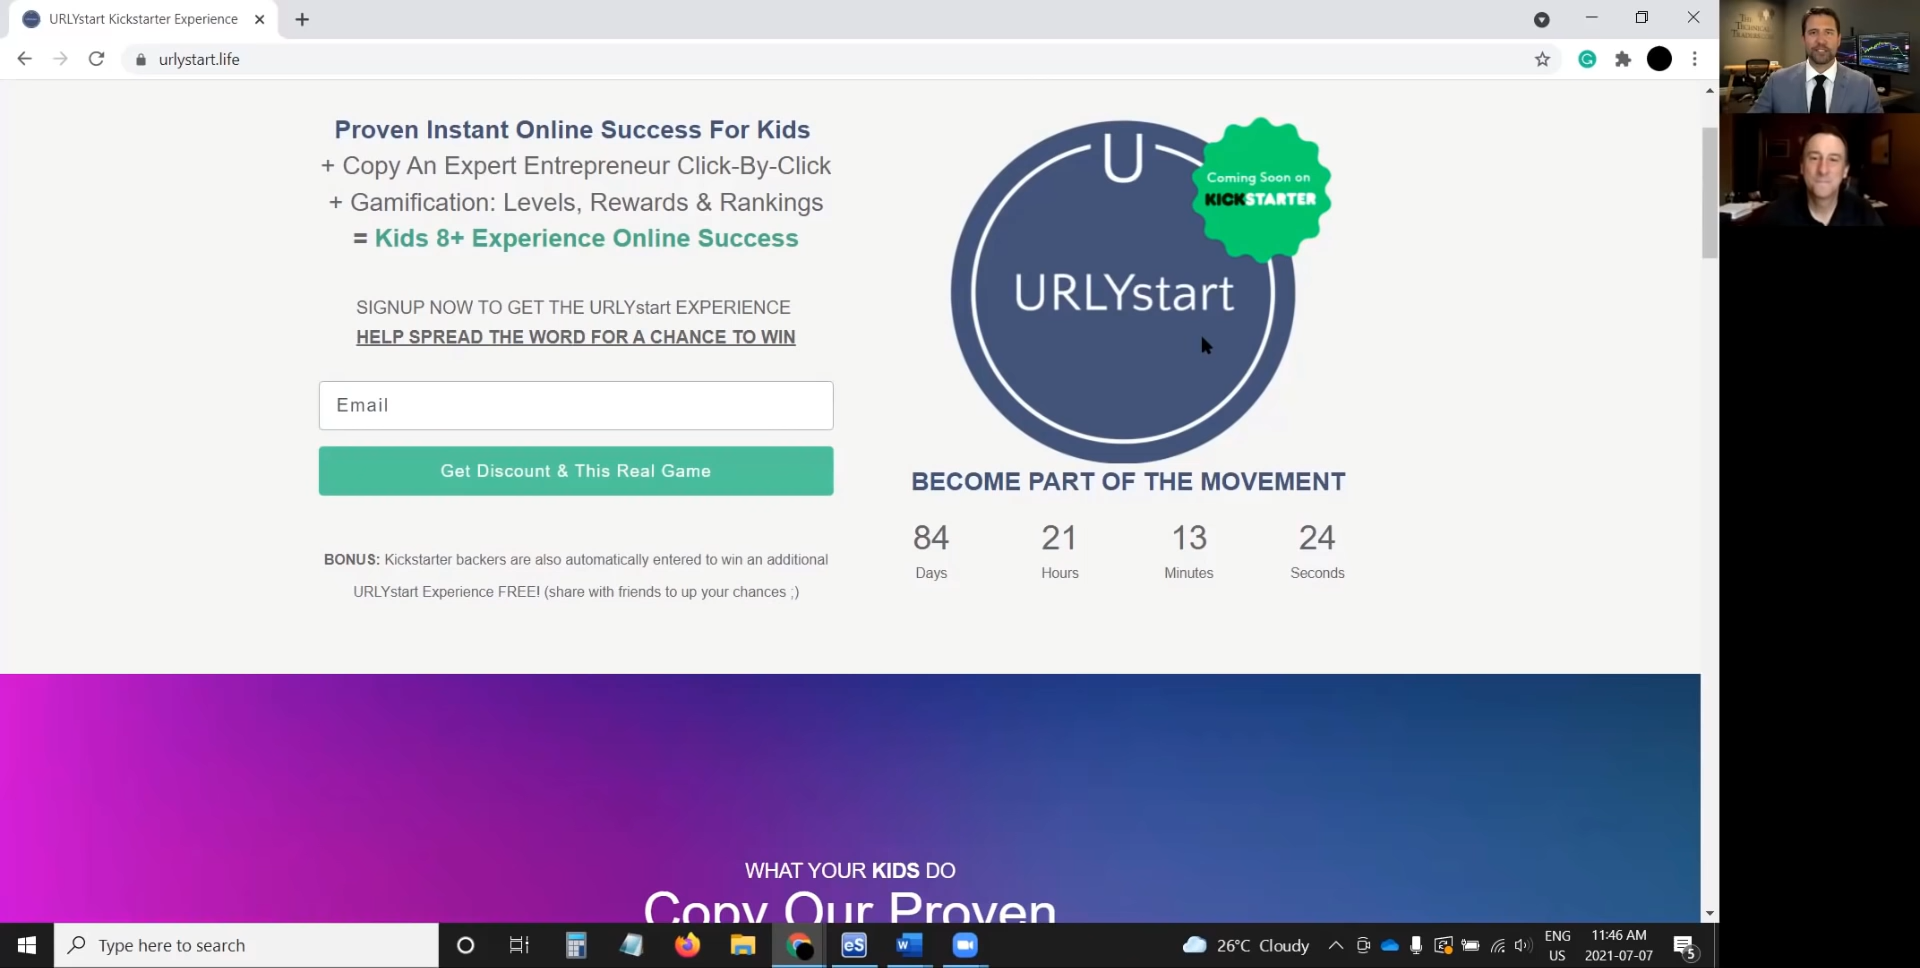 URLYstart Kickstarter Experience
urlystart.life
Proven Instant Online Success For Kids
+ Copy An Expert Entrepreneur Click-By-Click
+ Gamification: Levels, Rewards & Rankings
= Kids 8+ Experience Online Success
SIGNUP NOW TO GET THE URLYstart EXPERIENCE
HELP SPREAD THE WORD FOR A CHANCE TO WIN
Email
Get Discount & This Real Game
BONUS: Kickstarter backers are also automatically entered to win an additional
URLYstart Experience FREE! (share with friends to up your chances ;)
U
Coming Soon on
KICKSTARTER
URLYstart
BECOME PART OF THE MOVEMENT
84 21 13 24
Days Hours Minutes Seconds
WHAT YOUR KIDS DO
Copy Our Proven
THE
TECHNICAL
TRADERS
Type here to search
eS
W
26°C Cloudy
ENG
US
11:46 AM
2021-07-07
5